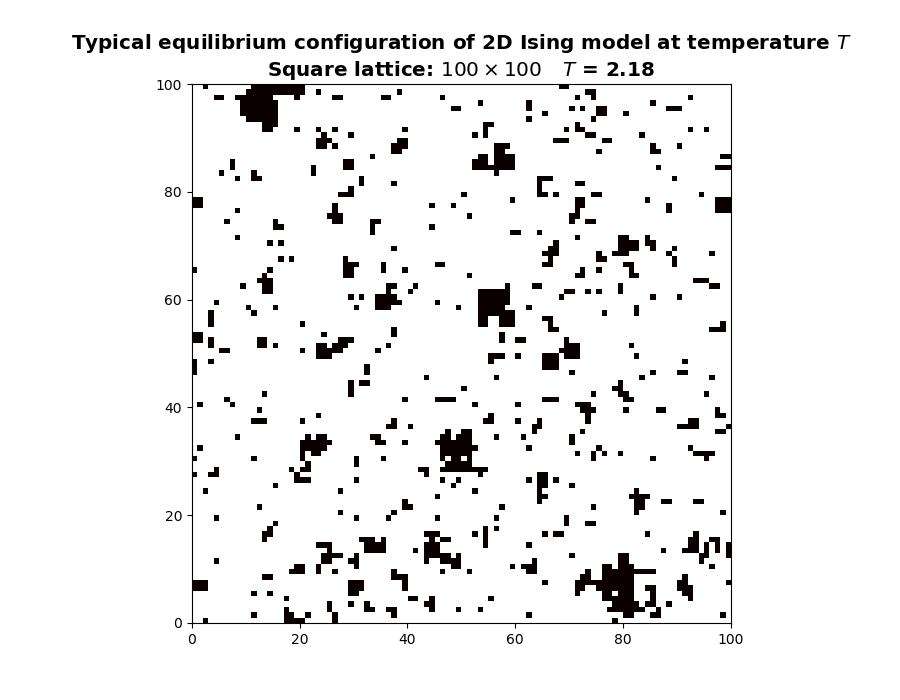 Typical equilibrium configuration of 2D Ising model at temperature T
Square lattice: 100 × 100 T = 2.18
100
80
60
40
20
0
0 20 40 60 80 100